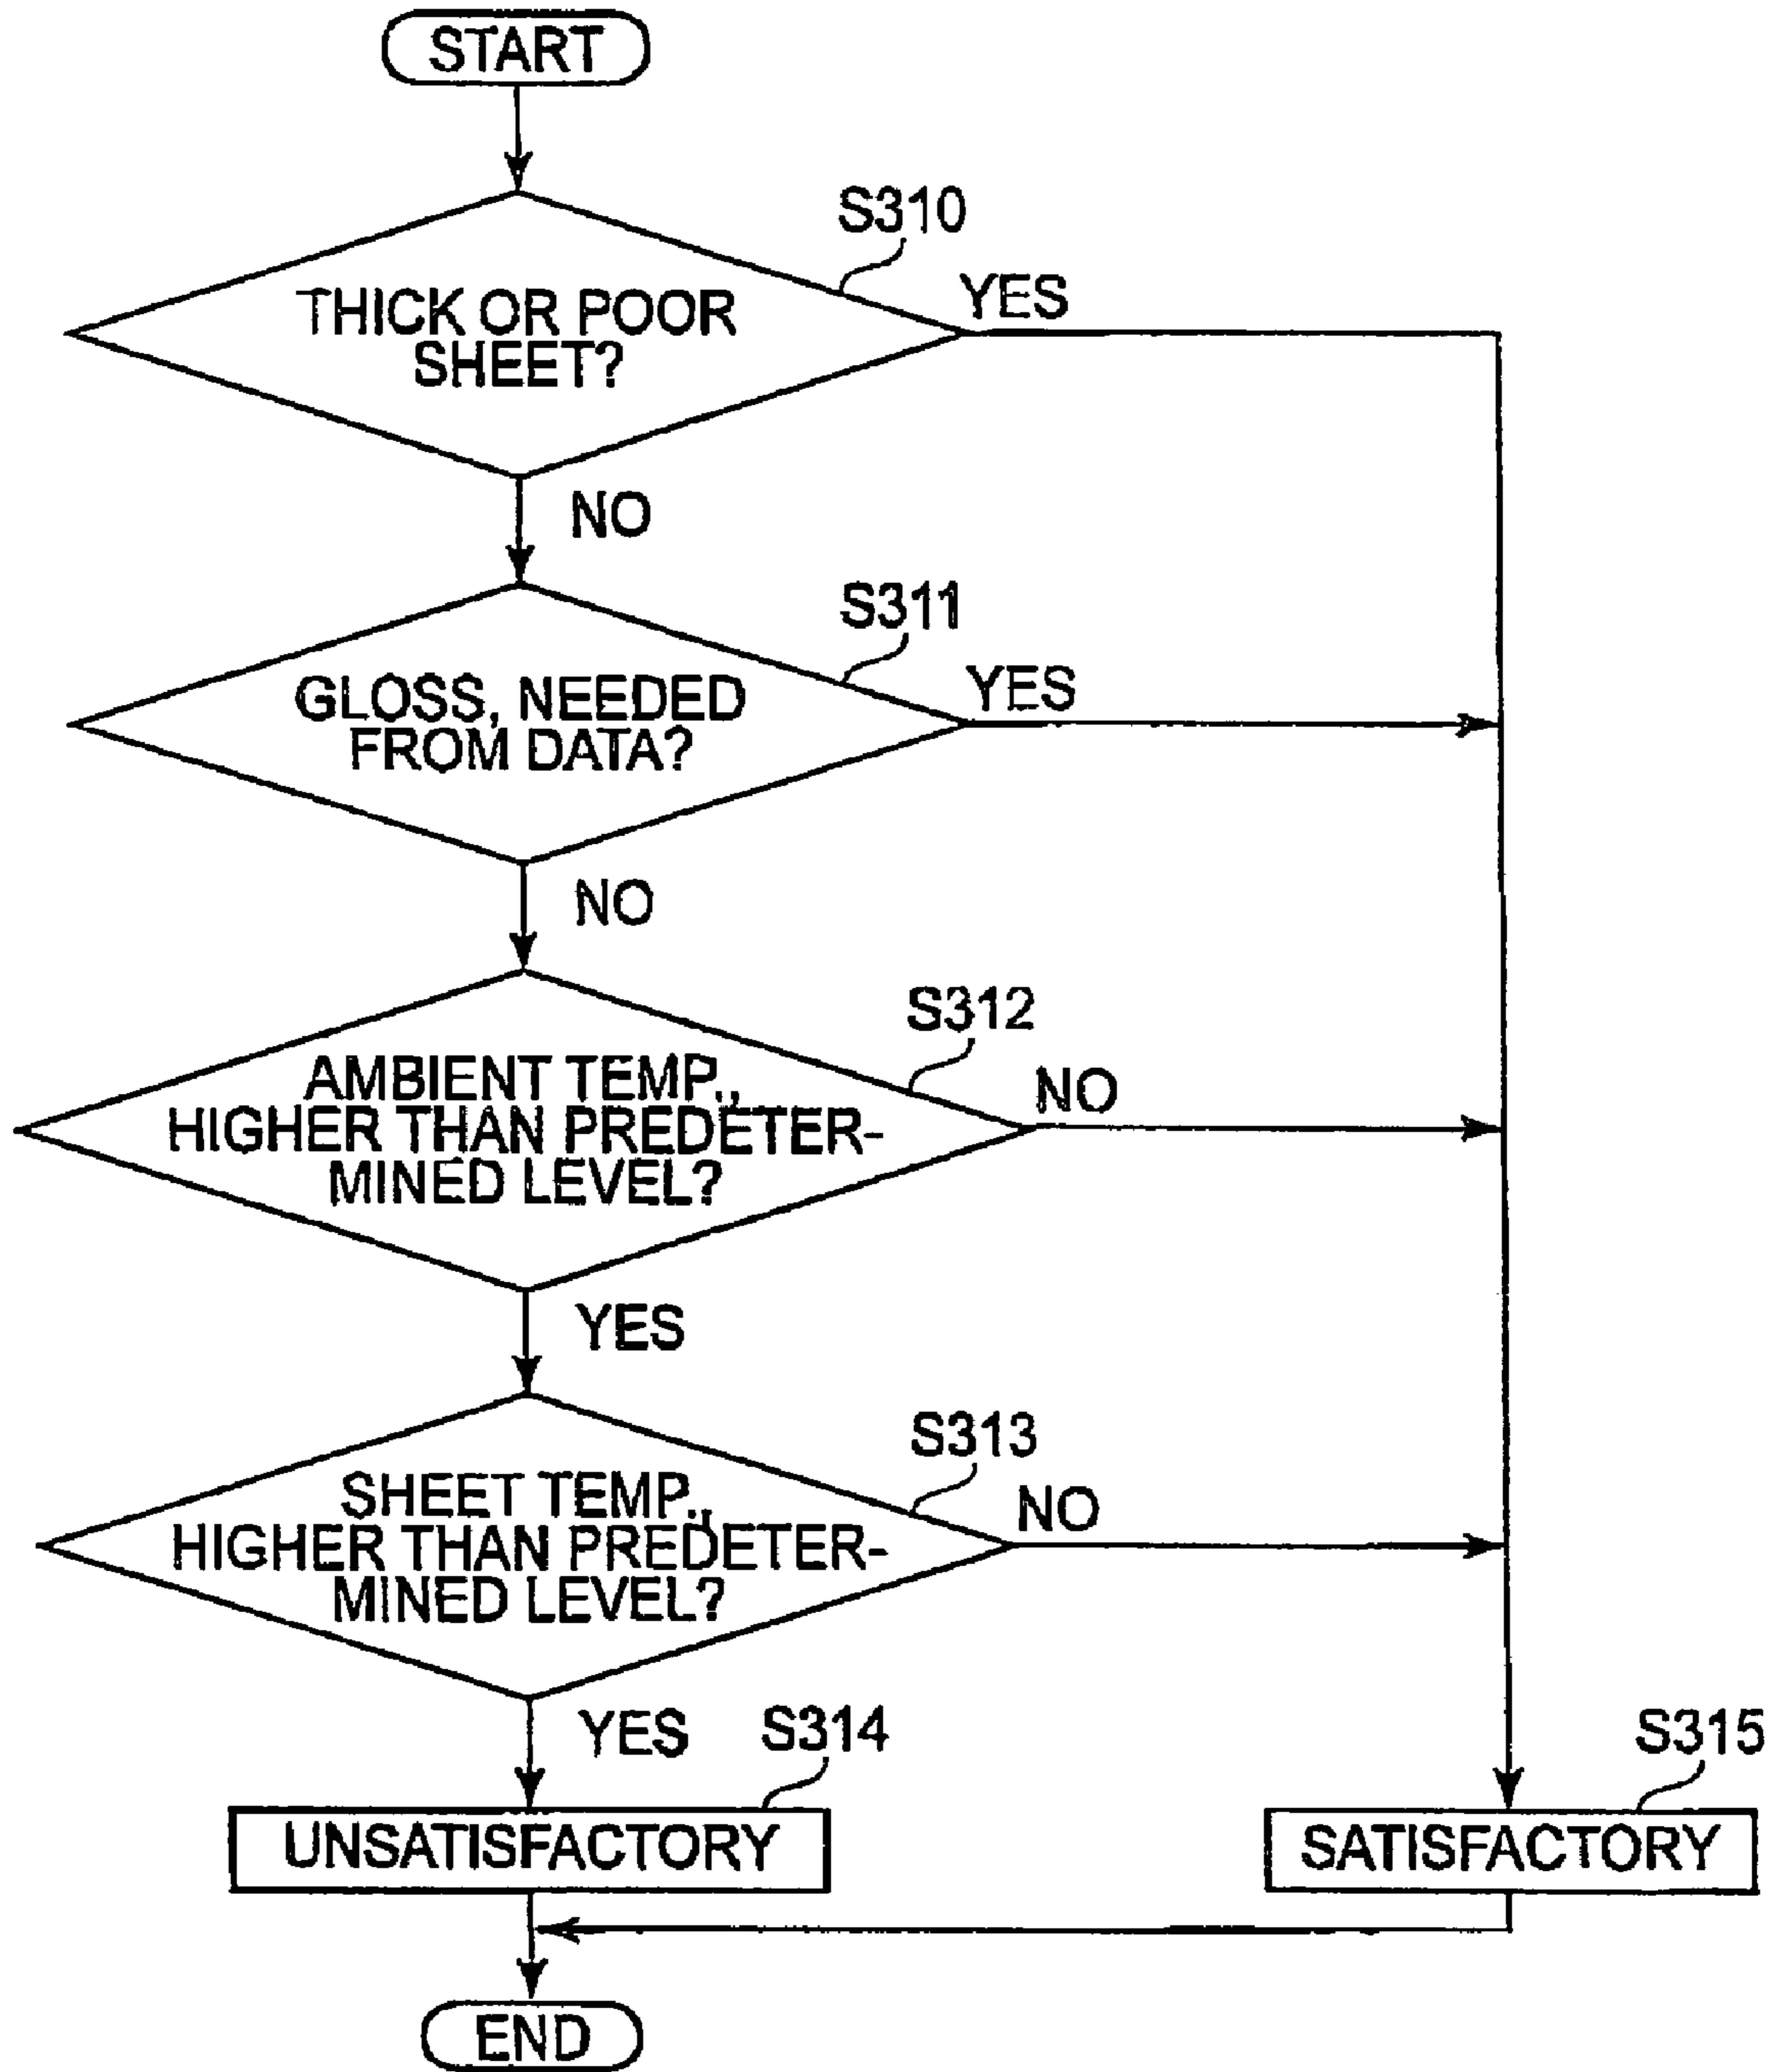 START
S310
YES
THICK OR POOR
SHEET?
NO
S311
YES
GLOSS, NEEDED
FROM DATA?
NO
S312
AMBIENT TEMP.,
NO
HIGHER THAN PREDETER-
MINED LEVEL?
YES
S313
SHEET TEMP.,
NO
HIGHER THAN PREDETER-
MINED LEVEL?
YES
S314
S315
UNSATISFACTORY
SATISFACTORY
END